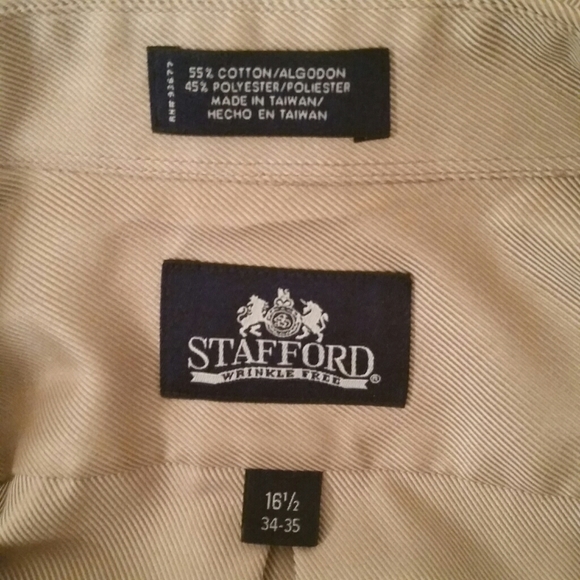 55% COTTON/ALGODON
45% POLYESTER/POLIESTER
MADE IN TAIWAN/
HECHO EN TAIWAN
RN# 93677
STAFFORD
WRINKLE FREE
®
16½
34-35